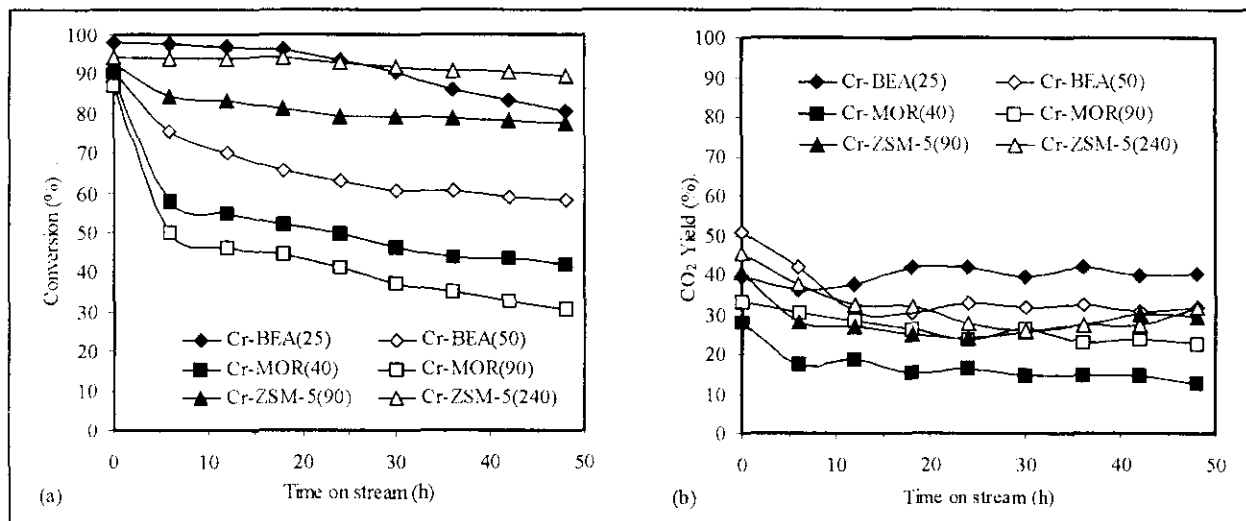 100
90
80
70
60
50
40
30
20
10
0
Conversion (%)
Cr-BEA(25) Cr-BEA(50)
Cr-MOR(40) Cr-MOR(90)
Cr-ZSM-5(90) Cr-ZSM-5(240)
0 10 20 30 40 50
(a) Time on stream (h)
100
90
80
70
60
50
40
30
20
10
0
CO₂ Yield (%).
Cr-BEA(25) Cr-BEA(50)
Cr-MOR(40) Cr-MOR(90)
Cr-ZSM-5(90) Cr-ZSM-5(240)
0 10 20 30 40 50
(b) Time on stream (h)